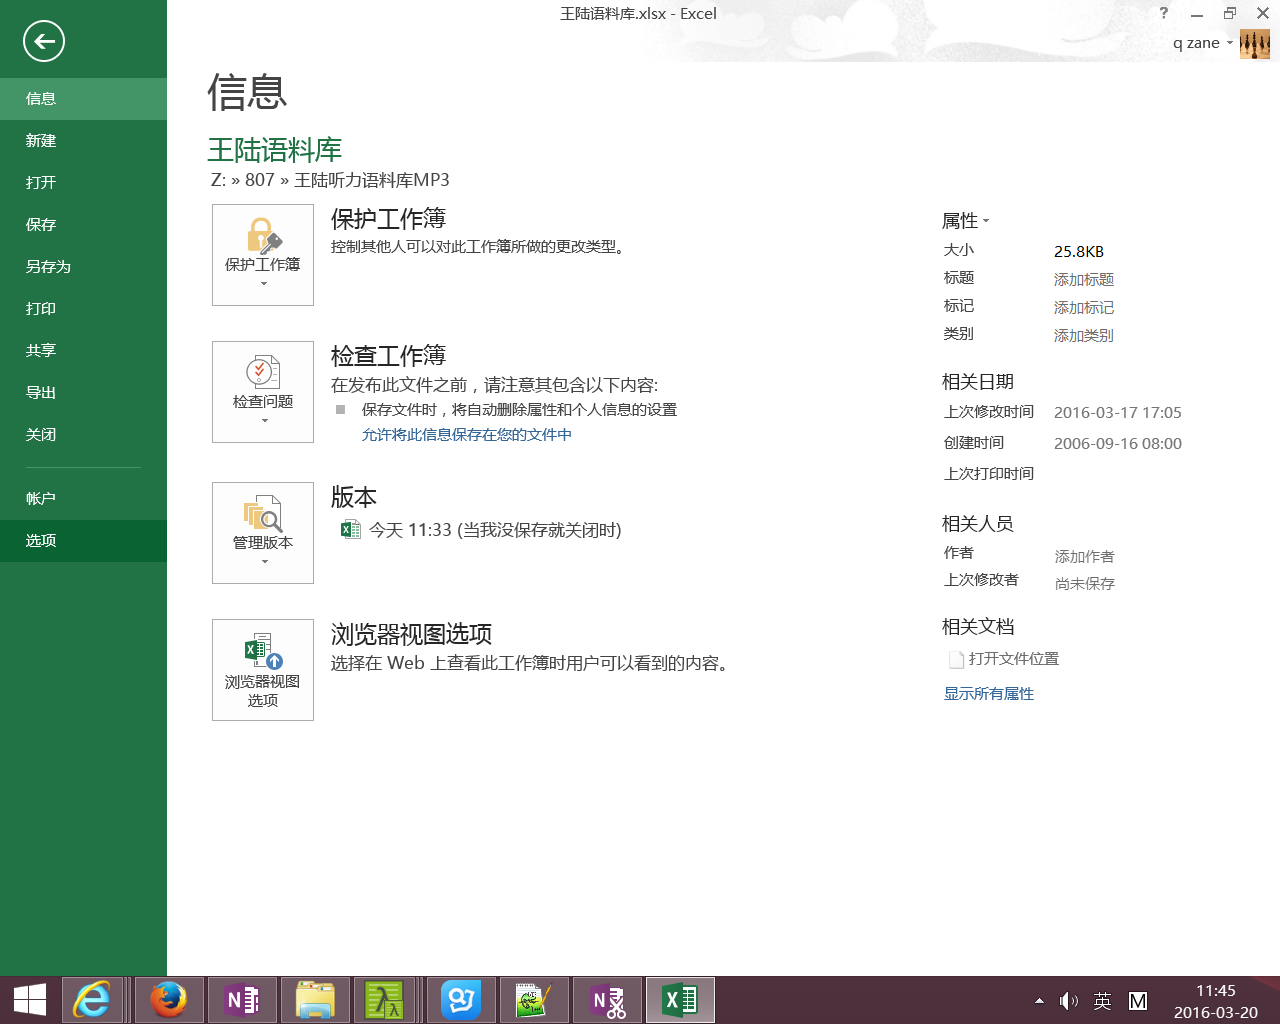 王陆语料库.xlsx - Excel
?
q zane
信息
新建
打开
保存
另存为
打印
共享
导出
关闭
帐户
选项
信息
王陆语料库
Z: » 807 » 王陆听力语料库MP3
保护工作簿
保护工作簿
控制其他人可以对此工作簿所做的更改类型。
检查问题
检查工作簿
在发布此文件之前，请注意其包含以下内容:
保存文件时，将自动删除属性和个人信息的设置
允许将此信息保存在您的文件中
管理版本
版本
今天 11:33 (当我没保存就关闭时)
浏览器视图
选项
浏览器视图选项
选择在 Web 上查看此工作簿时用户可以看到的内容。
属性
大小 25.8KB
标题 添加标题
标记 添加标记
类别 添加类别
相关日期
上次修改时间 2016-03-17 17:05
创建时间 2006-09-16 08:00
上次打印时间
相关人员
作者 添加作者
上次修改者 尚未保存
相关文档
打开文件位置
显示所有属性
英
M
11:45
2016-03-20